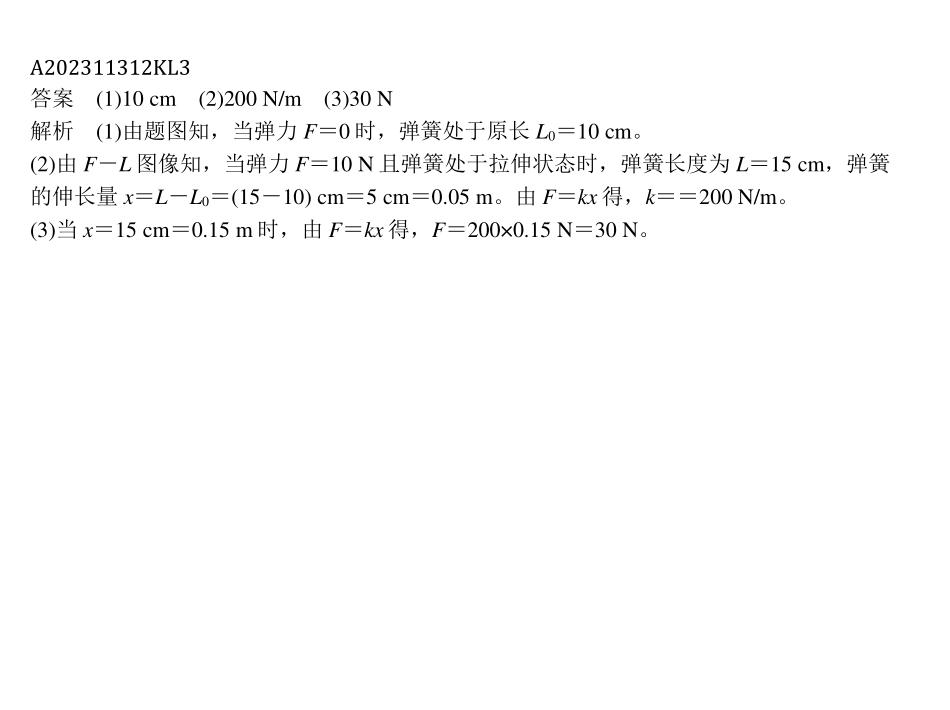 A202311312KL3
答案　(1)10 cm　(2)200 N/m　(3)30 N
解析　(1)由题图知，当弹力 F＝0 时，弹簧处于原长 L₀＝10 cm。
(2)由 F－L 图像知，当弹力 F＝10 N 且弹簧处于拉伸状态时，弹簧长度为 L＝15 cm，弹簧
的伸长量 x＝L－L₀＝(15－10) cm＝5 cm＝0.05 m。由 F＝kx 得，k＝＝200 N/m。
(3)当 x＝15 cm＝0.15 m 时，由 F＝kx 得，F＝200×0.15 N＝30 N。